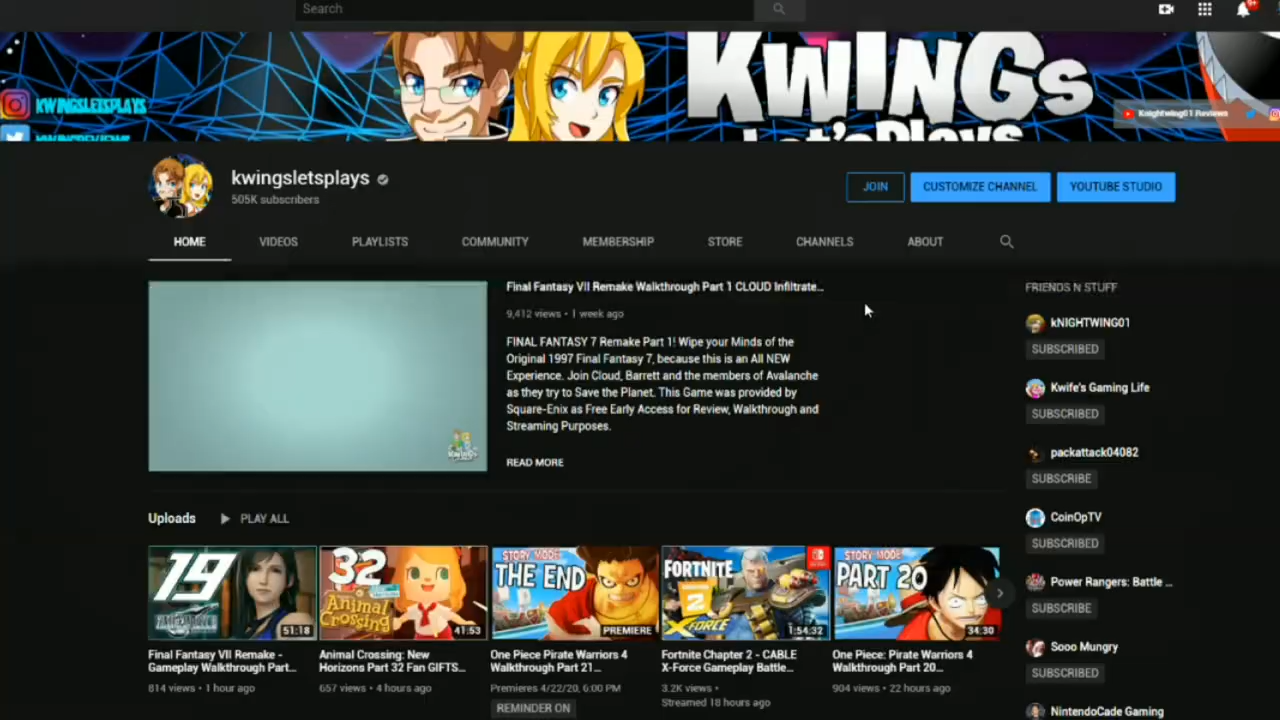 Search
9+
KWINGSLETSPLAYS
KWINGs
Let'sPlays
Knightwing01 Reviews
kwingsletsplays
505K subscribers
JOIN
CUSTOMIZE CHANNEL
YOUTUBE STUDIO
HOME
VIDEOS
PLAYLISTS
COMMUNITY
MEMBERSHIP
STORE
CHANNELS
ABOUT
Final Fantasy VII Remake Walkthrough Part 1 CLOUD Infiltrate...
9,412 views • 1 week ago
FINAL FANTASY 7 Remake Part 1! Wipe your Minds of the
Original 1997 Final Fantasy 7, because this is an All NEW
Experience. Join Cloud, Barrett and the members of Avalanche
as they try to Save the Planet. This Game was provided by
Square-Enix as Free Early Access for Review, Walkthrough and
Streaming Purposes.
READ MORE
FRIENDS N STUFF
kNIGHTWING01
SUBSCRIBED
Kwife's Gaming Life
SUBSCRIBED
packattack04082
SUBSCRIBE
CoinOpTV
SUBSCRIBED
Power Rangers: Battle ...
SUBSCRIBE
Sooo Mungry
SUBSCRIBED
NintendoCade Gaming
Uploads
PLAY ALL
19
51:18
Final Fantasy VII Remake -
Gameplay Walkthrough Part...
814 views • 1 hour ago
32
Animal
Crossing
41:53
Animal Crossing: New
Horizons Part 32 Fan GIFTS...
657 views • 4 hours ago
STORY MODE
THE END
PREMIERE
One Piece Pirate Warriors 4
Walkthrough Part 21...
Premieres 4/22/20, 6:00 PM
REMINDER ON
FORTNITE
2
X-FORCE
1:54:32
Fortnite Chapter 2 - CABLE
X-Force Gameplay Battle...
3.2K views •
Streamed 18 hours ago
STORY MODE
PART 20
34:30
One Piece: Pirate Warriors 4
Walkthrough Part 20...
904 views • 22 hours ago